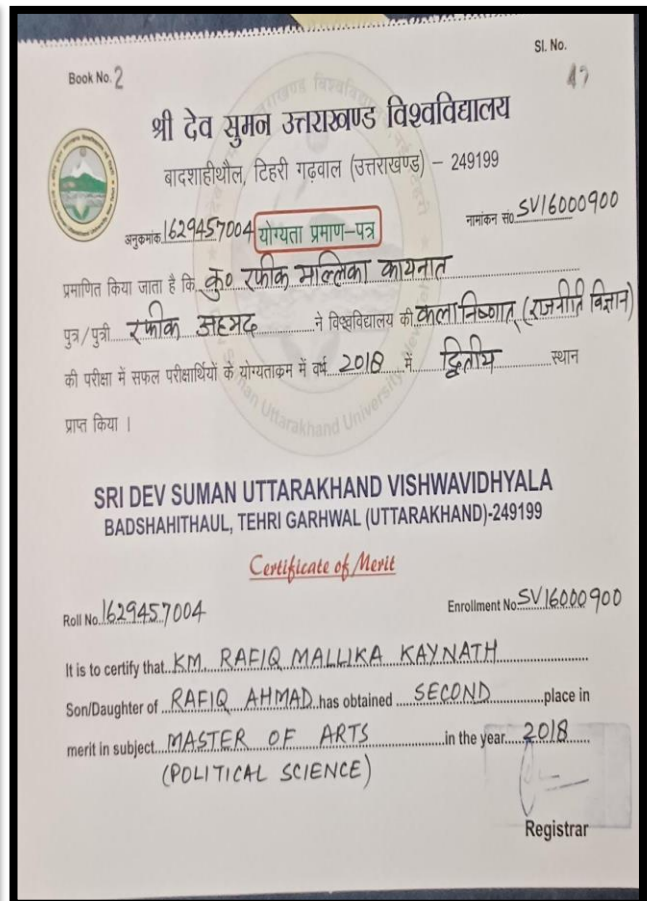 Sl. No.
Book No. 2
श्री देव सुमन उत्तराखण्ड विश्वविद्यालय
बादशाहीथौल, टिहरी गढ़वाल (उत्तराखण्ड) – 249199
अनुक्रमांक 1629457004 योग्यता प्रमाण–पत्र नामांकन सं० SV16000900
प्रमाणित किया जाता है कि कु० रफीक मल्लिका कायनात
पुत्र/पुत्री रफीक अहमद ने विश्वविद्यालय की कला निष्णात् (राजनीति विज्ञान)
की परीक्षा में सफल परीक्षार्थियों के योग्यताक्रम में वर्ष 2018 में द्वितीय स्थान
प्राप्त किया ।
SRI DEV SUMAN UTTARAKHAND VISHWAVIDHYALA
BADSHAHITHAUL, TEHRI GARHWAL (UTTARAKHAND)-249199
Certificate of Merit
Roll No. 1629457004 Enrollment No. SV16000900
It is to certify that KM. RAFIQ MALLIKA KAYNATH
Son/Daughter of RAFIQ AHMAD has obtained SECOND place in
merit in subject MASTER OF ARTS in the year 2018
(POLITICAL SCIENCE)
Registrar